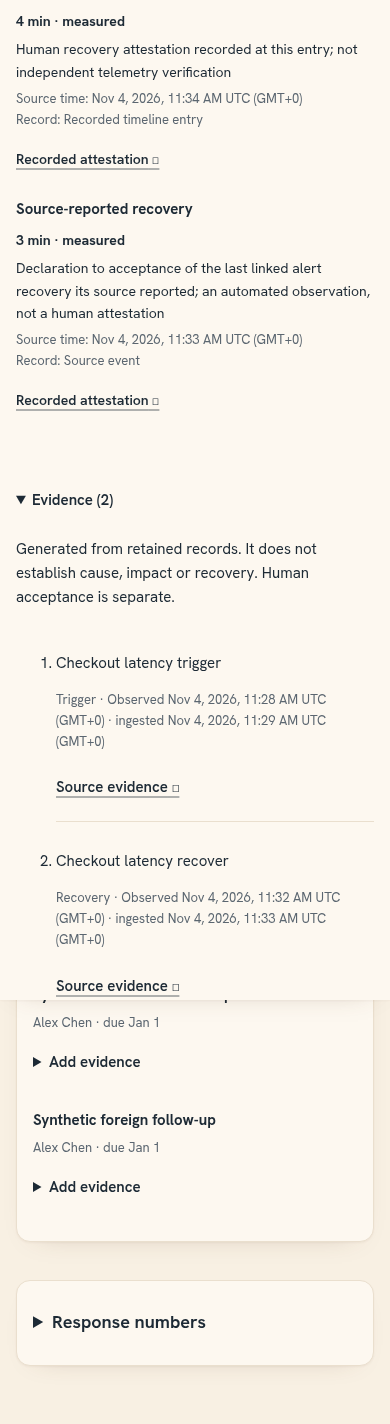 4 min · measured
Human recovery attestation recorded at this entry; not
independent telemetry verification
Source time: Nov 4, 2026, 11:34 AM UTC (GMT+0)
Record: Recorded timeline entry
Recorded attestation
Source-reported recovery
3 min · measured
Declaration to acceptance of the last linked alert
recovery its source reported; an automated observation,
not a human attestation
Source time: Nov 4, 2026, 11:33 AM UTC (GMT+0)
Record: Source event
Recorded attestation
Evidence (2)
Generated from retained records. It does not
establish cause, impact or recovery. Human
acceptance is separate.
1. Checkout latency trigger
Trigger · Observed Nov 4, 2026, 11:28 AM UTC
(GMT+0) · ingested Nov 4, 2026, 11:29 AM UTC
(GMT+0)
Source evidence
2. Checkout latency recover
Recovery · Observed Nov 4, 2026, 11:32 AM UTC
(GMT+0) · ingested Nov 4, 2026, 11:33 AM UTC
(GMT+0)
Source evidence
Alex Chen · due Jan 1
Add evidence
Synthetic foreign follow-up
Alex Chen · due Jan 1
Add evidence
Response numbers